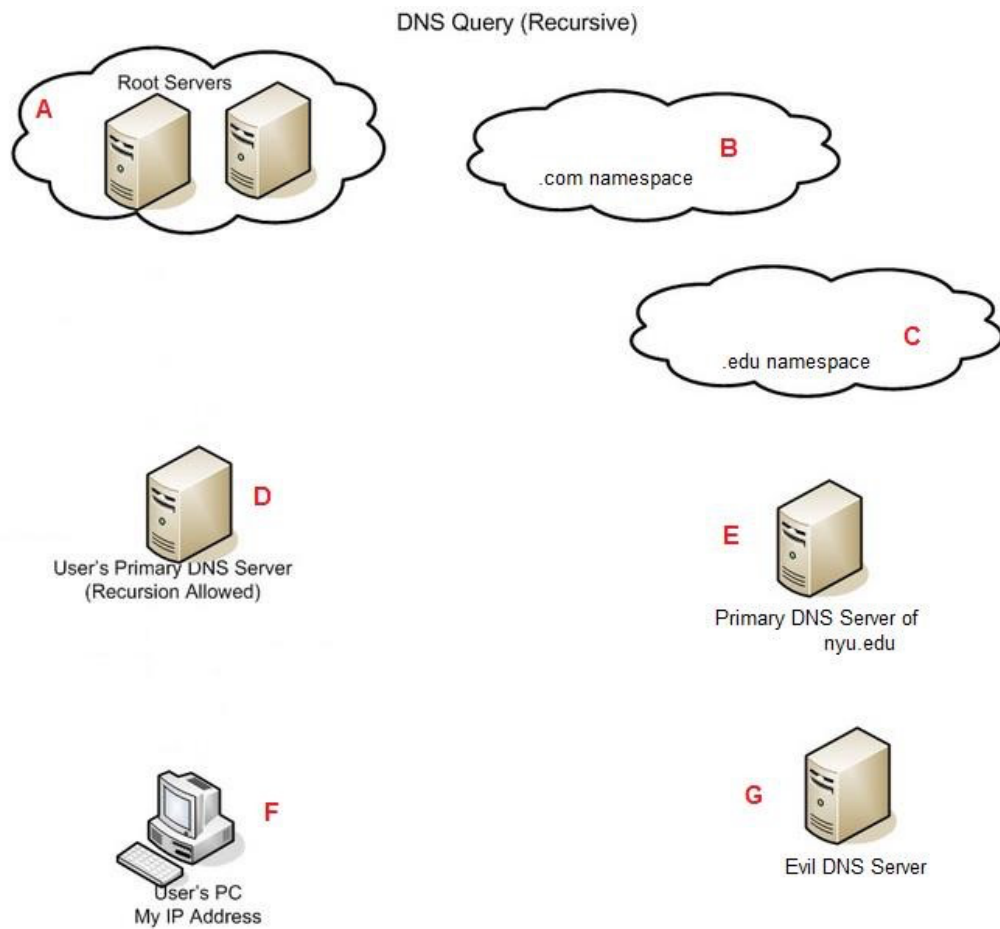 DNS Query (Recursive)
Root Servers
A
B
.com namespace
C
.edu namespace
D
User's Primary DNS Server
(Recursion Allowed)
E
Primary DNS Server of
nyu.edu
F
User's PC
My IP Address
G
Evil DNS Server